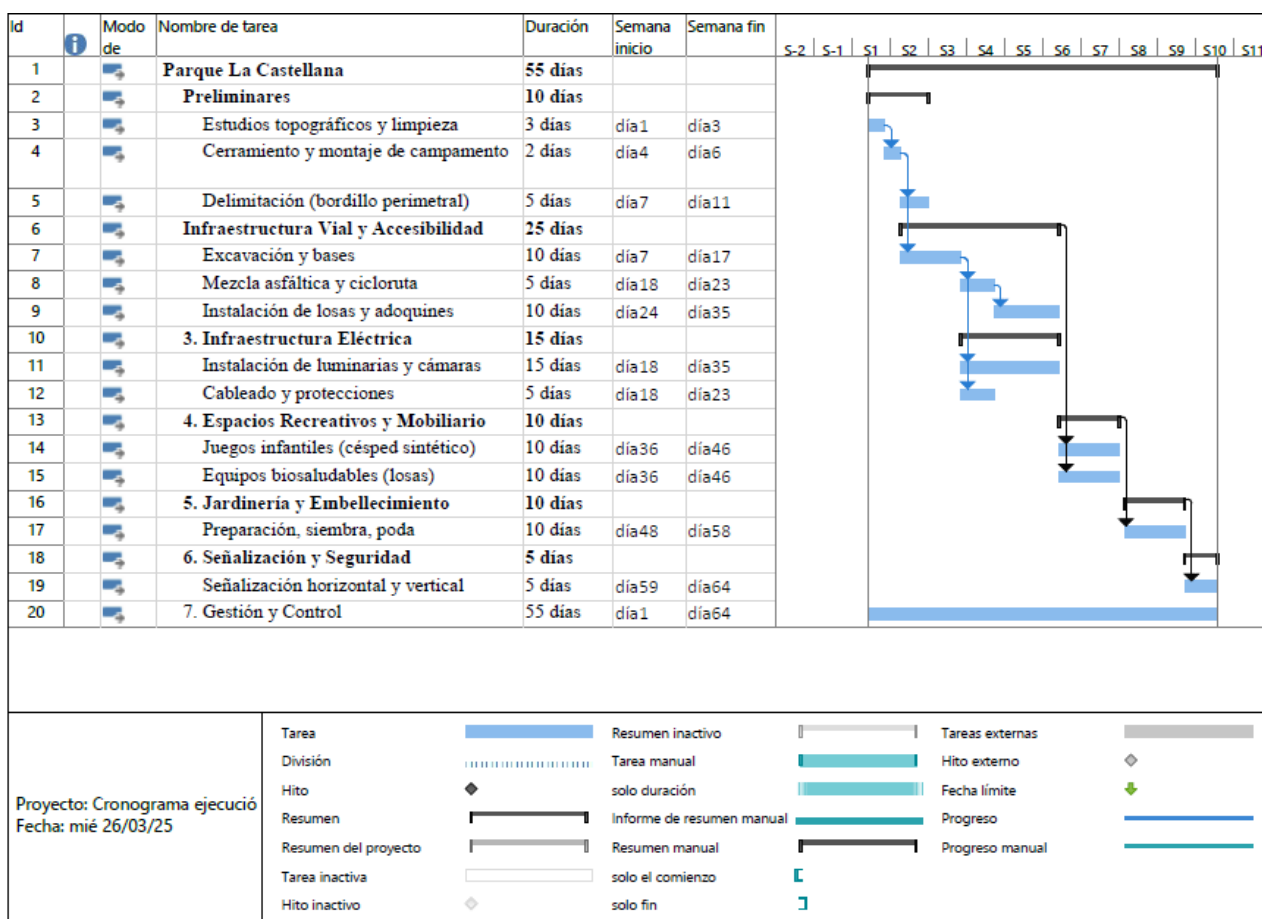 Id Modo de Nombre de tarea Duración Semana inicio Semana fin S-2 S-1 S1 S2 S3 S4 S5 S6 S7 S8 S9 S10 S11
1 Parque La Castellana 55 días
2 Preliminares 10 días
3 Estudios topográficos y limpieza 3 días día1 día3
4 Cerramiento y montaje de campamento 2 días día4 día6
5 Delimitación (bordillo perimetral) 5 días día7 día11
6 Infraestructura Vial y Accesibilidad 25 días
7 Excavación y bases 10 días día7 día17
8 Mezcla asfáltica y cicloruta 5 días día18 día23
9 Instalación de losas y adoquines 10 días día24 día35
10 3. Infraestructura Eléctrica 15 días
11 Instalación de luminarias y cámaras 15 días día18 día35
12 Cableado y protecciones 5 días día18 día23
13 4. Espacios Recreativos y Mobiliario 10 días
14 Juegos infantiles (césped sintético) 10 días día36 día46
15 Equipos biosaludables (losas) 10 días día36 día46
16 5. Jardinería y Embellecimiento 10 días
17 Preparación, siembra, poda 10 días día48 día58
18 6. Señalización y Seguridad 5 días
19 Señalización horizontal y vertical 5 días día59 día64
20 7. Gestión y Control 55 días día1 día64
Proyecto: Cronograma ejecució
Fecha: mié 26/03/25
Tarea Resumen inactivo Tareas externas
División Tarea manual Hito externo
Hito solo duración Fecha límite
Resumen Informe de resumen manual Progreso
Resumen del proyecto Resumen manual Progreso manual
Tarea inactiva solo el comienzo
Hito inactivo solo fin